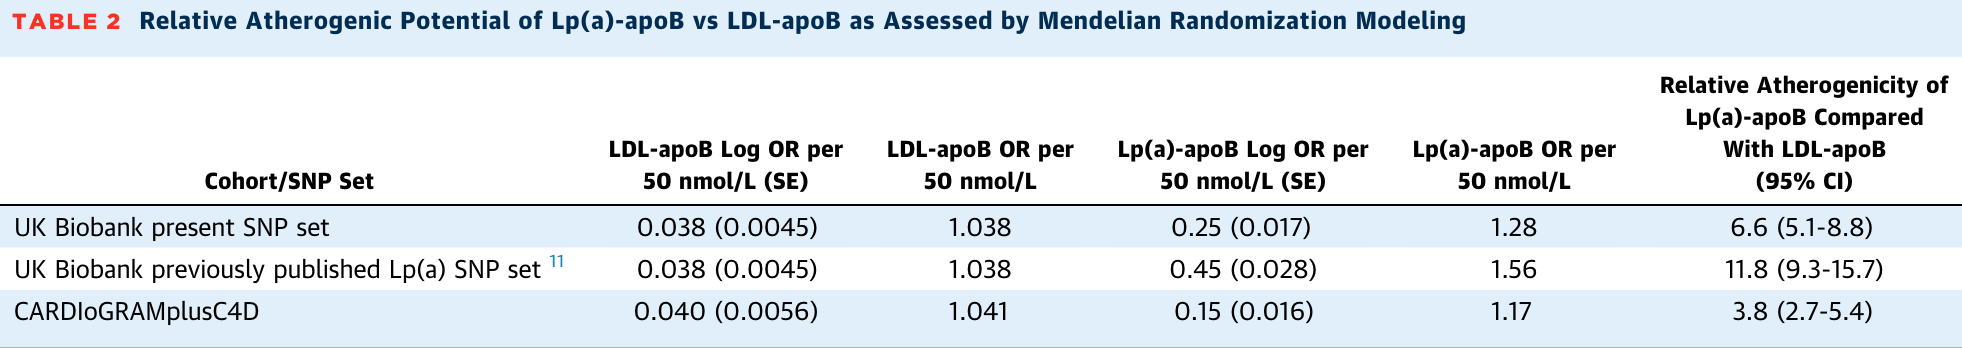 TABLE 2 Relative Atherogenic Potential of Lp(a)-apoB vs LDL-apoB as Assessed by Mendelian Randomization Modeling
Cohort/SNP Set
LDL-apoB Log OR per
50 nmol/L (SE)
LDL-apoB OR per
50 nmol/L
Lp(a)-apoB Log OR per
50 nmol/L (SE)
Lp(a)-apoB OR per
50 nmol/L
Relative Atherogenicity of
Lp(a)-apoB Compared
With LDL-apoB
(95% CI)
UK Biobank present SNP set 0.038 (0.0045) 1.038 0.25 (0.017) 1.28 6.6 (5.1-8.8)
UK Biobank previously published Lp(a) SNP set 11 0.038 (0.0045) 1.038 0.45 (0.028) 1.56 11.8 (9.3-15.7)
CARDIoGRAMplusC4D 0.040 (0.0056) 1.041 0.15 (0.016) 1.17 3.8 (2.7-5.4)